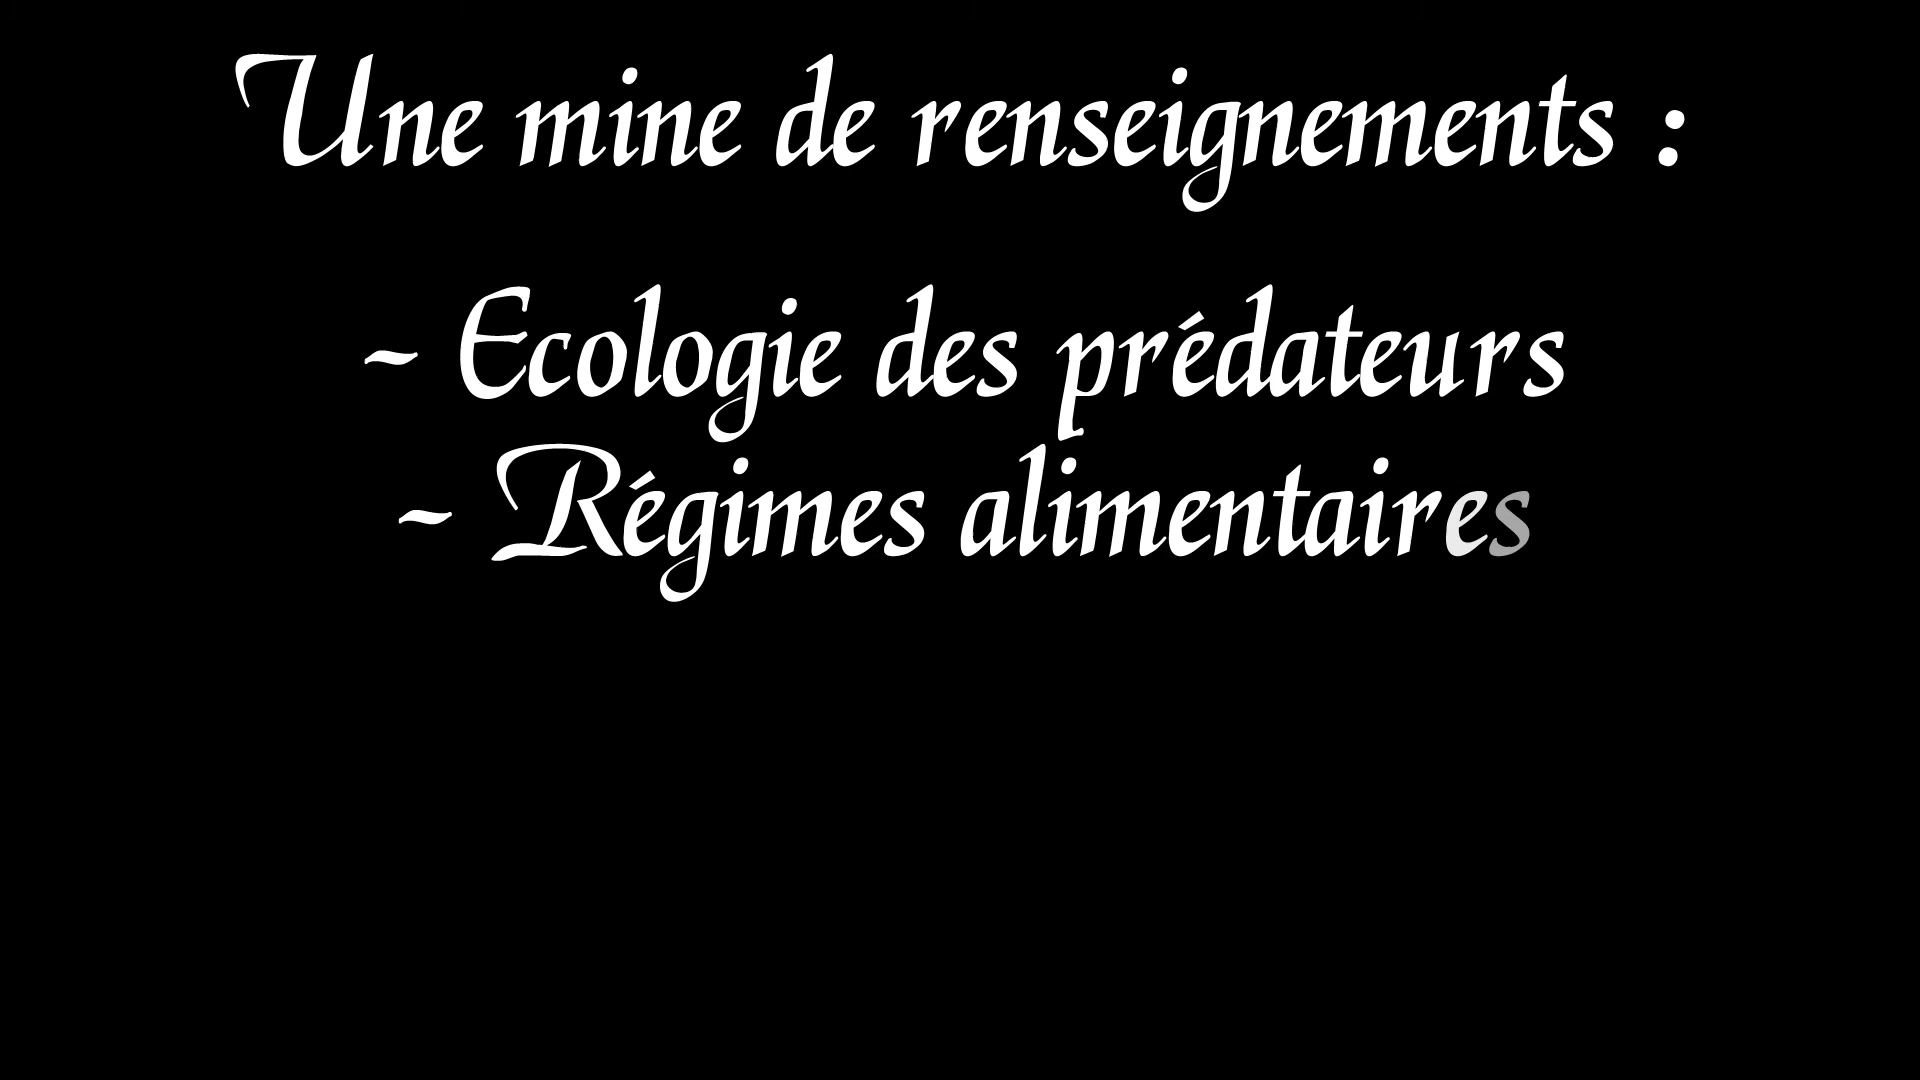 Une mine de renseignements :
- Ecologie des prédateurs
- Régimes alimentaires